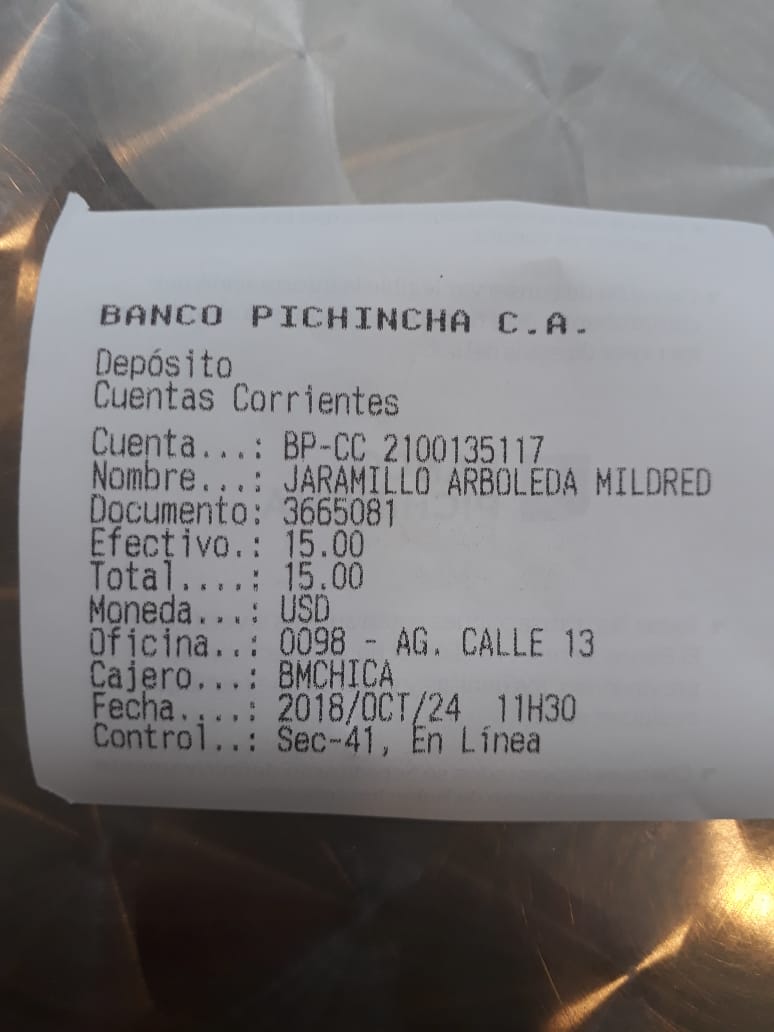 BANCO PICHINCHA C.A.
Depósito
Cuentas Corrientes
Cuenta...: BP-CC 2100135117
Nombre...: JARAMILLO ARBOLEDA MILDRED
Documento: 3665081
Efectivo.: 15.00
Total....: 15.00
Moneda...: USD
Oficina..: 0098 - AG. CALLE 13
Cajero...: BMCHICA
Fecha....: 2018/OCT/24  11H30
Control..: Sec-41, En Línea